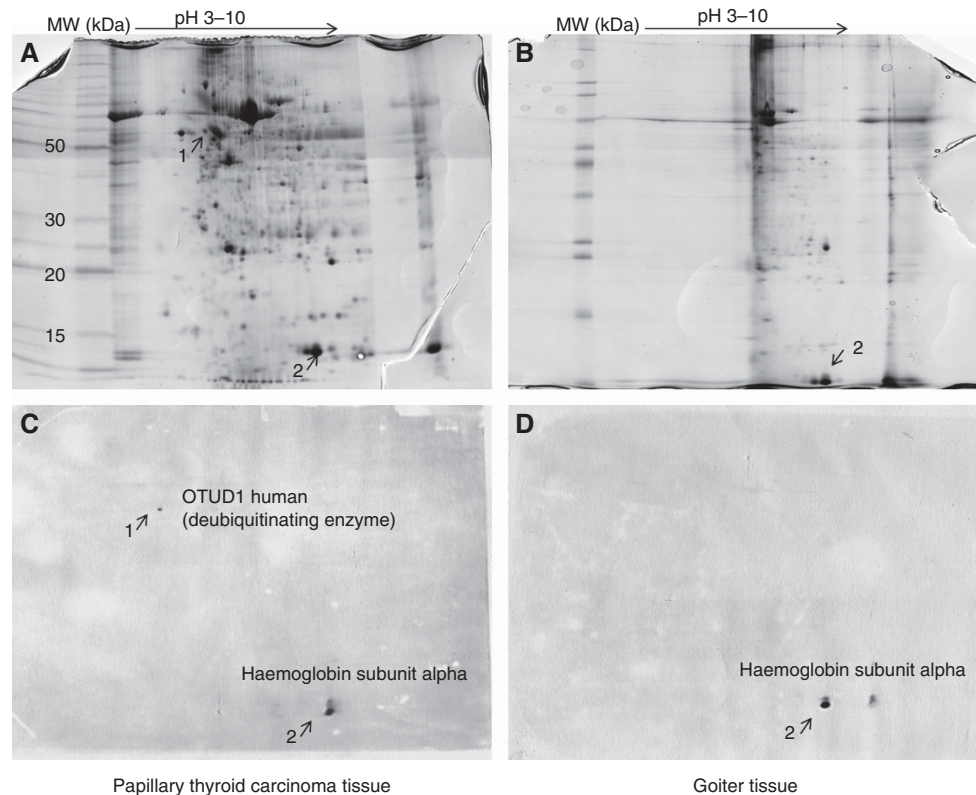 MW (kDa) pH 3–10
A
50
30
20
15
1
2
MW (kDa) pH 3–10
B
2
C
OTUD1 human
(deubiquitinating enzyme)
1
Haemoglobin subunit alpha
2
D
Haemoglobin subunit alpha
2
Papillary thyroid carcinoma tissue
Goiter tissue